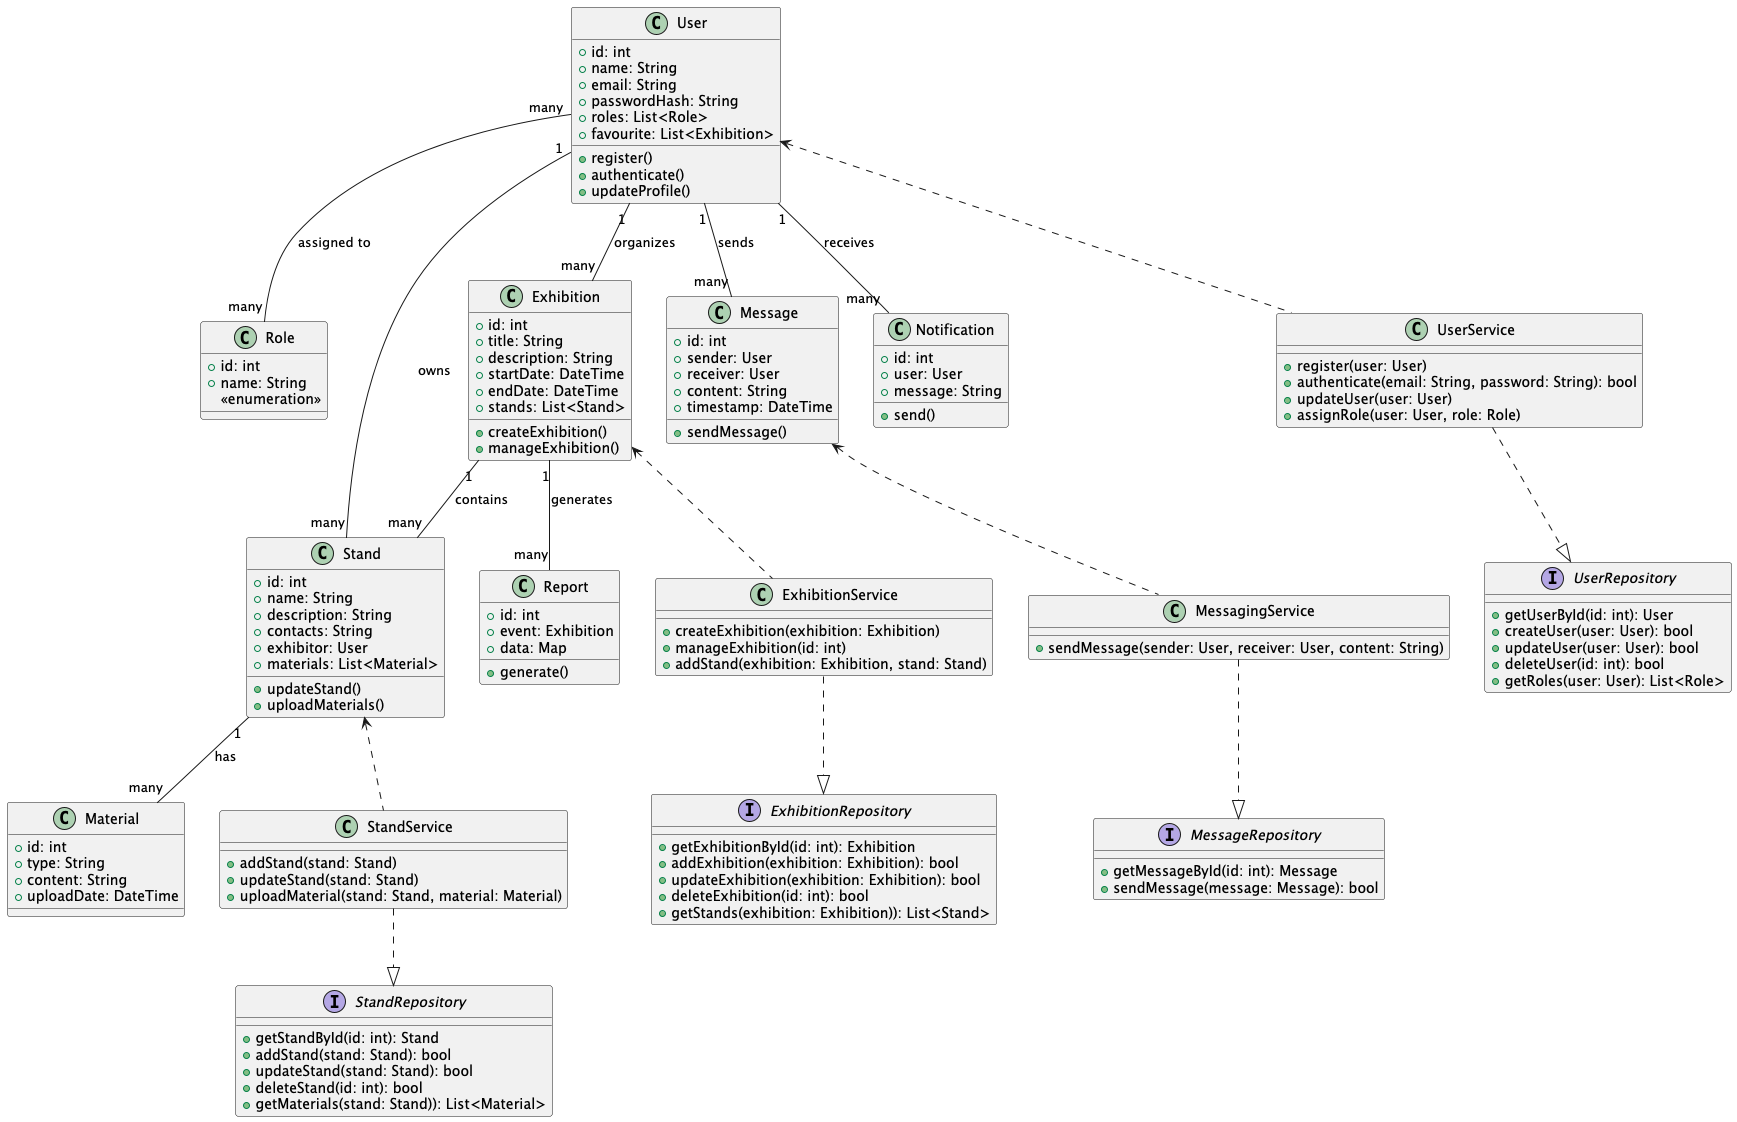 User
id: int
name: String
email: String
passwordHash: String
roles: List<Role>
favourite: List<Exhibition>
register()
authenticate()
updateProfile()
many
1
1
1
1
assigned to
organizes
sends
receives
many
many
many
many
Role
id: int
name: String
«enumeration»
owns
Exhibition
id: int
title: String
description: String
startDate: DateTime
endDate: DateTime
stands: List<Stand>
createExhibition()
manageExhibition()
Message
id: int
sender: User
receiver: User
content: String
timestamp: DateTime
sendMessage()
Notification
id: int
user: User
message: String
send()
UserService
register(user: User)
authenticate(email: String, password: String): bool
updateUser(user: User)
assignRole(user: User, role: Role)
1
1
contains
generates
many
many
many
Stand
id: int
name: String
description: String
contacts: String
exhibitor: User
materials: List<Material>
updateStand()
uploadMaterials()
Report
id: int
event: Exhibition
data: Map
generate()
ExhibitionService
createExhibition(exhibition: Exhibition)
manageExhibition(id: int)
addStand(exhibition: Exhibition, stand: Stand)
MessagingService
sendMessage(sender: User, receiver: User, content: String)
UserRepository
getUserById(id: int): User
createUser(user: User): bool
updateUser(user: User): bool
deleteUser(id: int): bool
getRoles(user: User): List<Role>
1
has
many
Material
id: int
type: String
content: String
uploadDate: DateTime
StandService
addStand(stand: Stand)
updateStand(stand: Stand)
uploadMaterial(stand: Stand, material: Material)
ExhibitionRepository
getExhibitionById(id: int): Exhibition
addExhibition(exhibition: Exhibition): bool
updateExhibition(exhibition: Exhibition): bool
deleteExhibition(id: int): bool
getStands(exhibition: Exhibition)): List<Stand>
MessageRepository
getMessageById(id: int): Message
sendMessage(message: Message): bool
StandRepository
getStandById(id: int): Stand
addStand(stand: Stand): bool
updateStand(stand: Stand): bool
deleteStand(id: int): bool
getMaterials(stand: Stand)): List<Material>